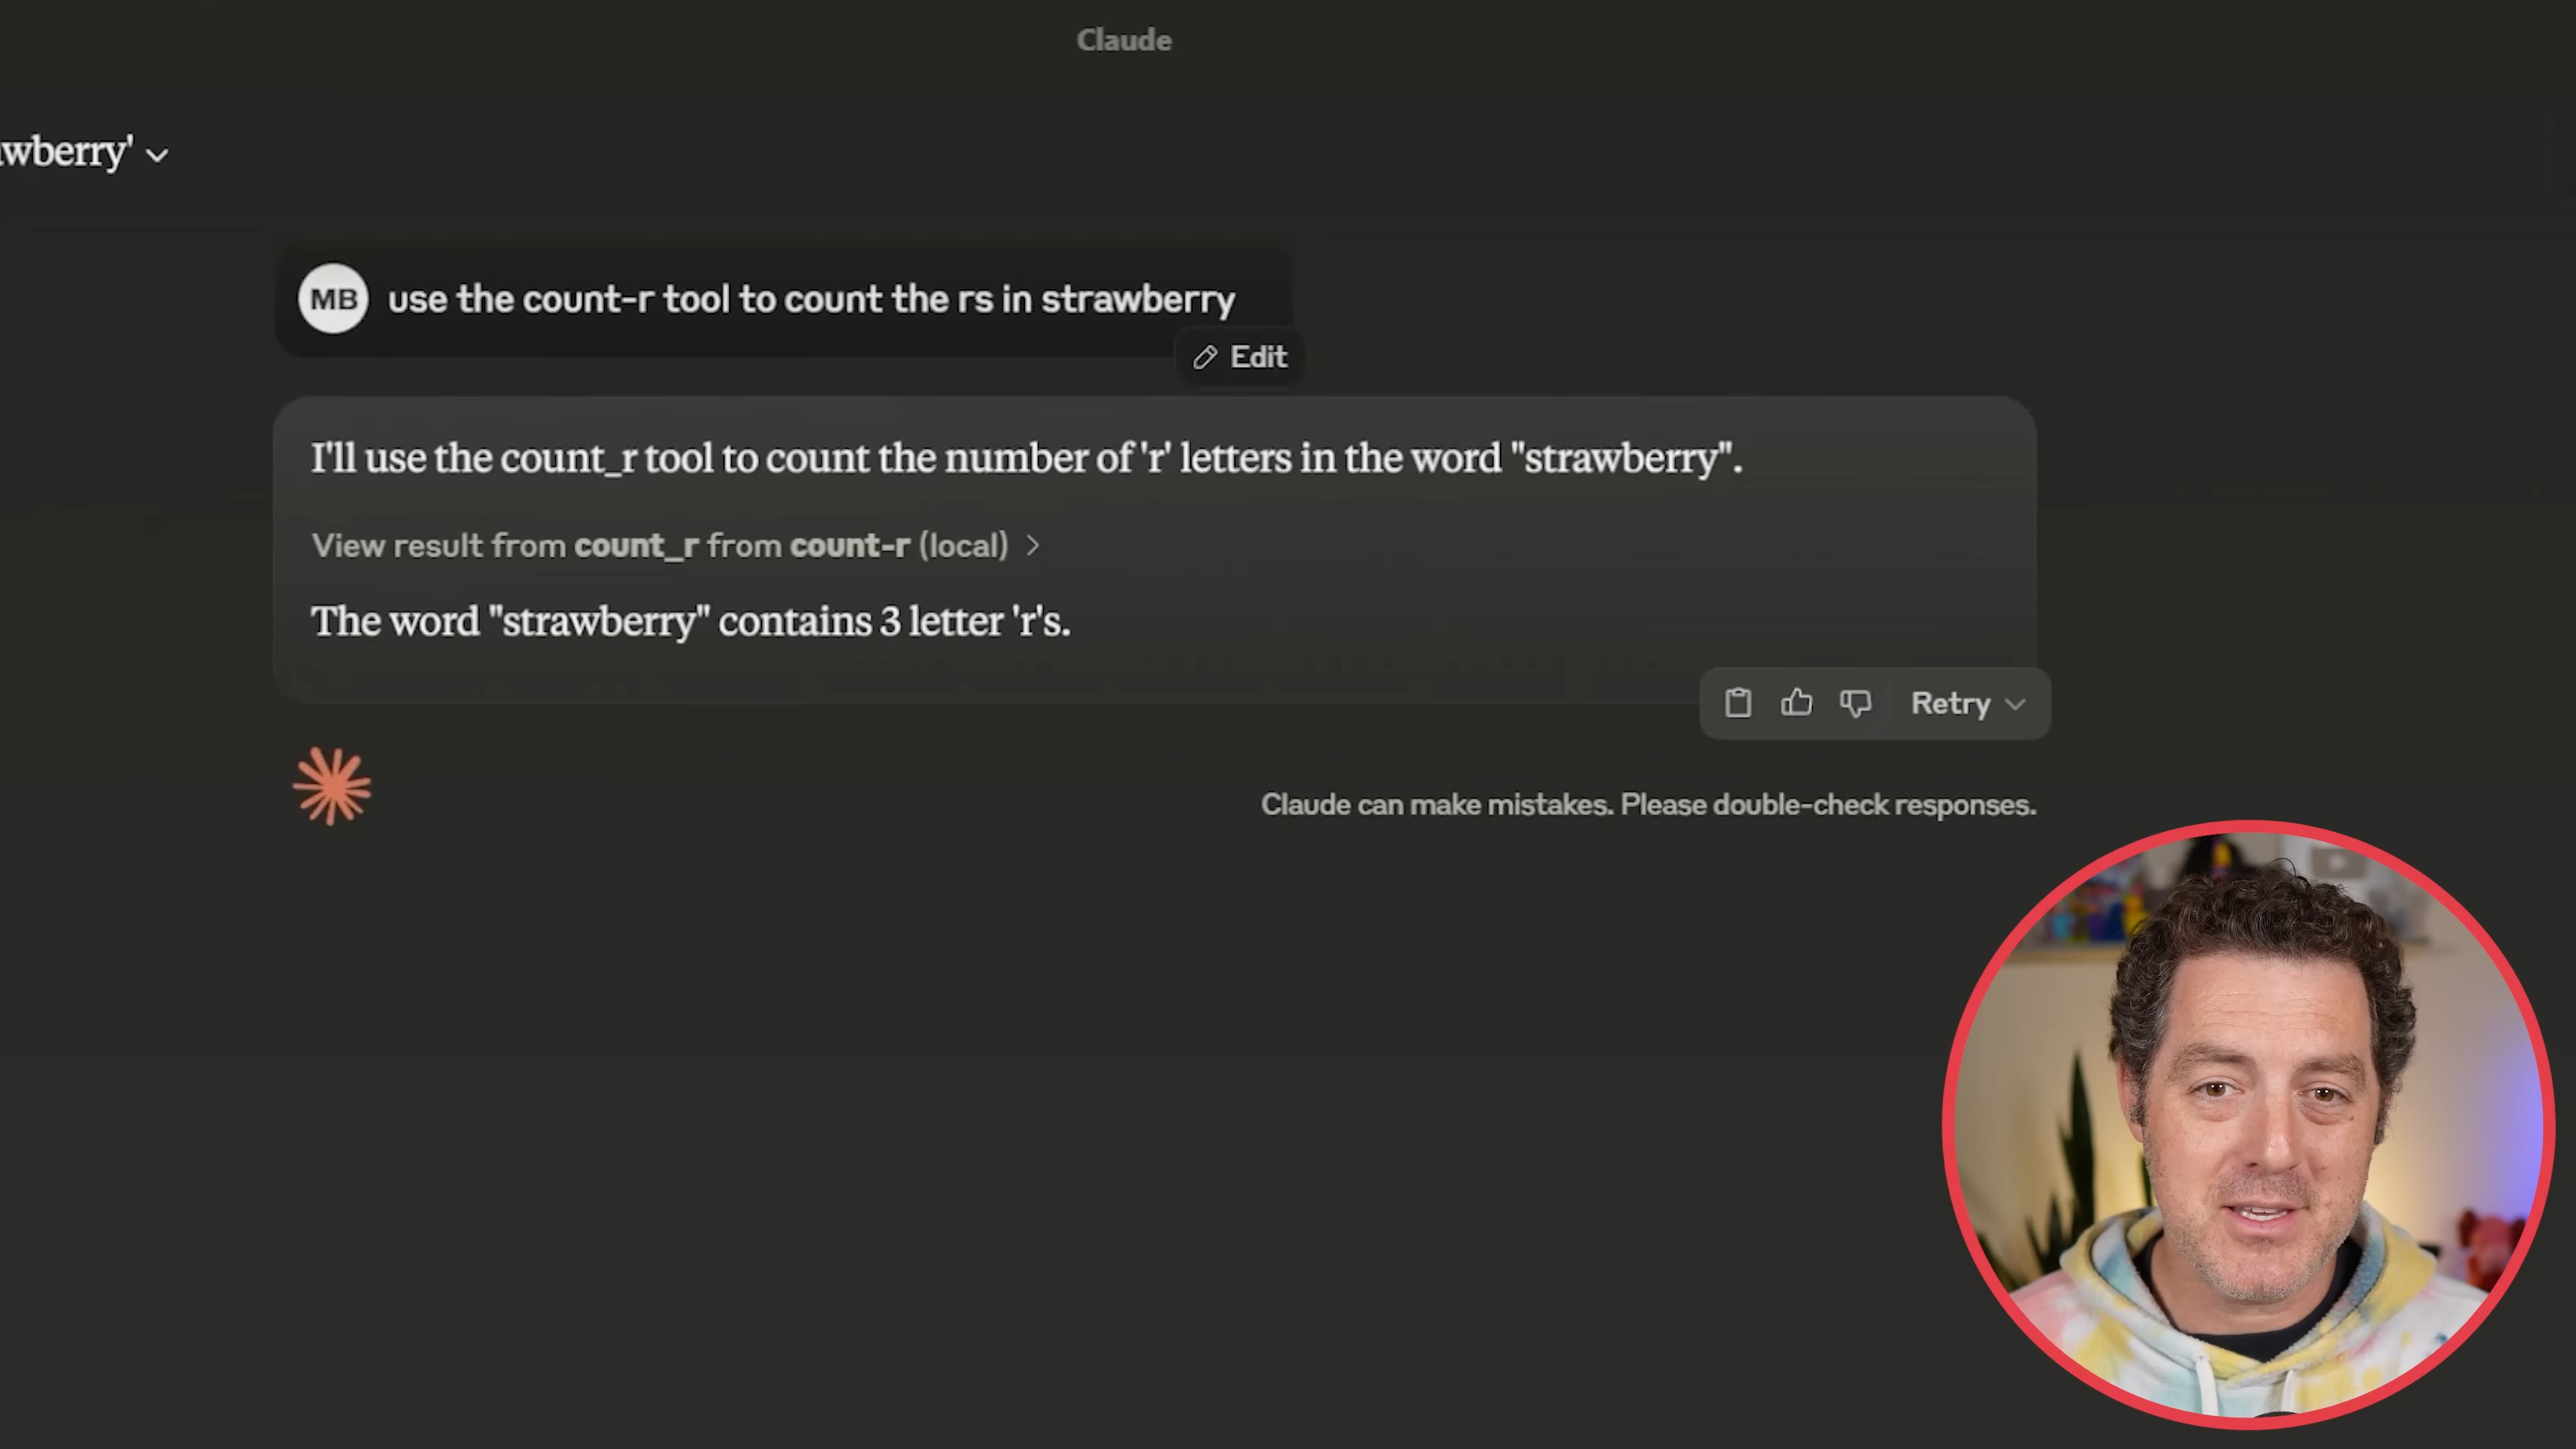 Claude
wberry'
MB use the count-r tool to count the rs in strawberry
Edit
I'll use the count_r tool to count the number of 'r' letters in the word "strawberry".
View result from count_r from count-r (local)
The word "strawberry" contains 3 letter 'r's.
Retry
Claude can make mistakes. Please double-check responses.